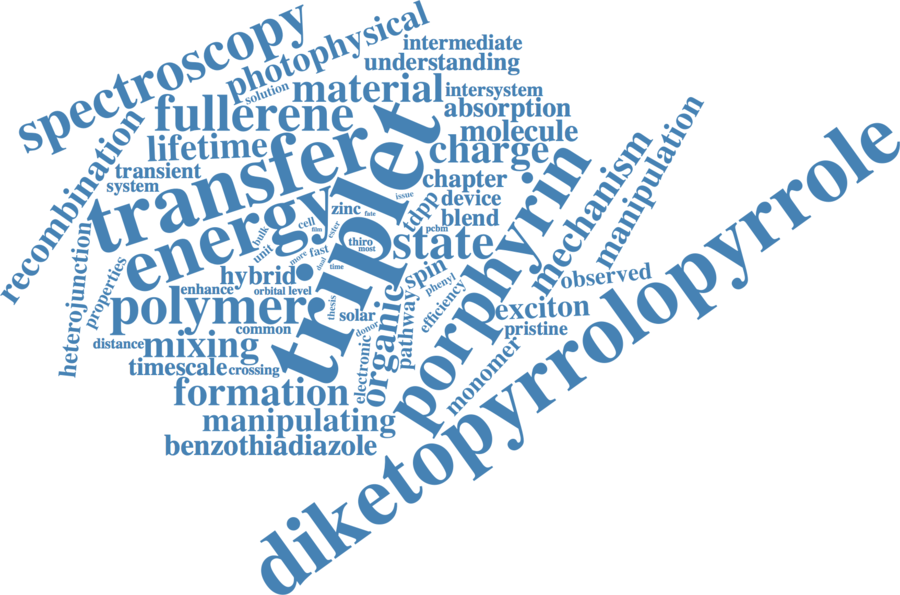 spectroscopy
photophysical
intermediate
understanding
solution
material
intersystem
absorption
fullerene
molecule
lifetime
charge
recombination
transfer
transient
system
triplet
chapter
device
blend
pcbm
tdpp
issue
zinc
fate
energy
cell
film
ester
bulk
unit
more
fast
thiro
most
state
dual
time
porphyrin
mechanism
manipulation
diketopyrrolopyrrole
heterojunction
properties
hybrid
enhance
orbital level
spin
phenyl
observed
polymer
thesis
solar
donor
organic
pathway
efficiency
exciton
pristine
common
distance
mixing
timescale
crossing
electronic
monomer
formation
manipulating
benzothiadiazole